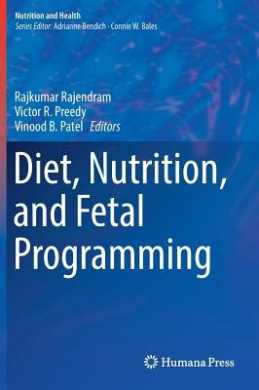 Nutrition and Health
Series Editor: Adrianne Bendich · Connie W. Bales
Rajkumar Rajendram
Victor R. Preedy
Vinood B. Patel Editors
Diet, Nutrition,
and Fetal
Programming
Humana Press